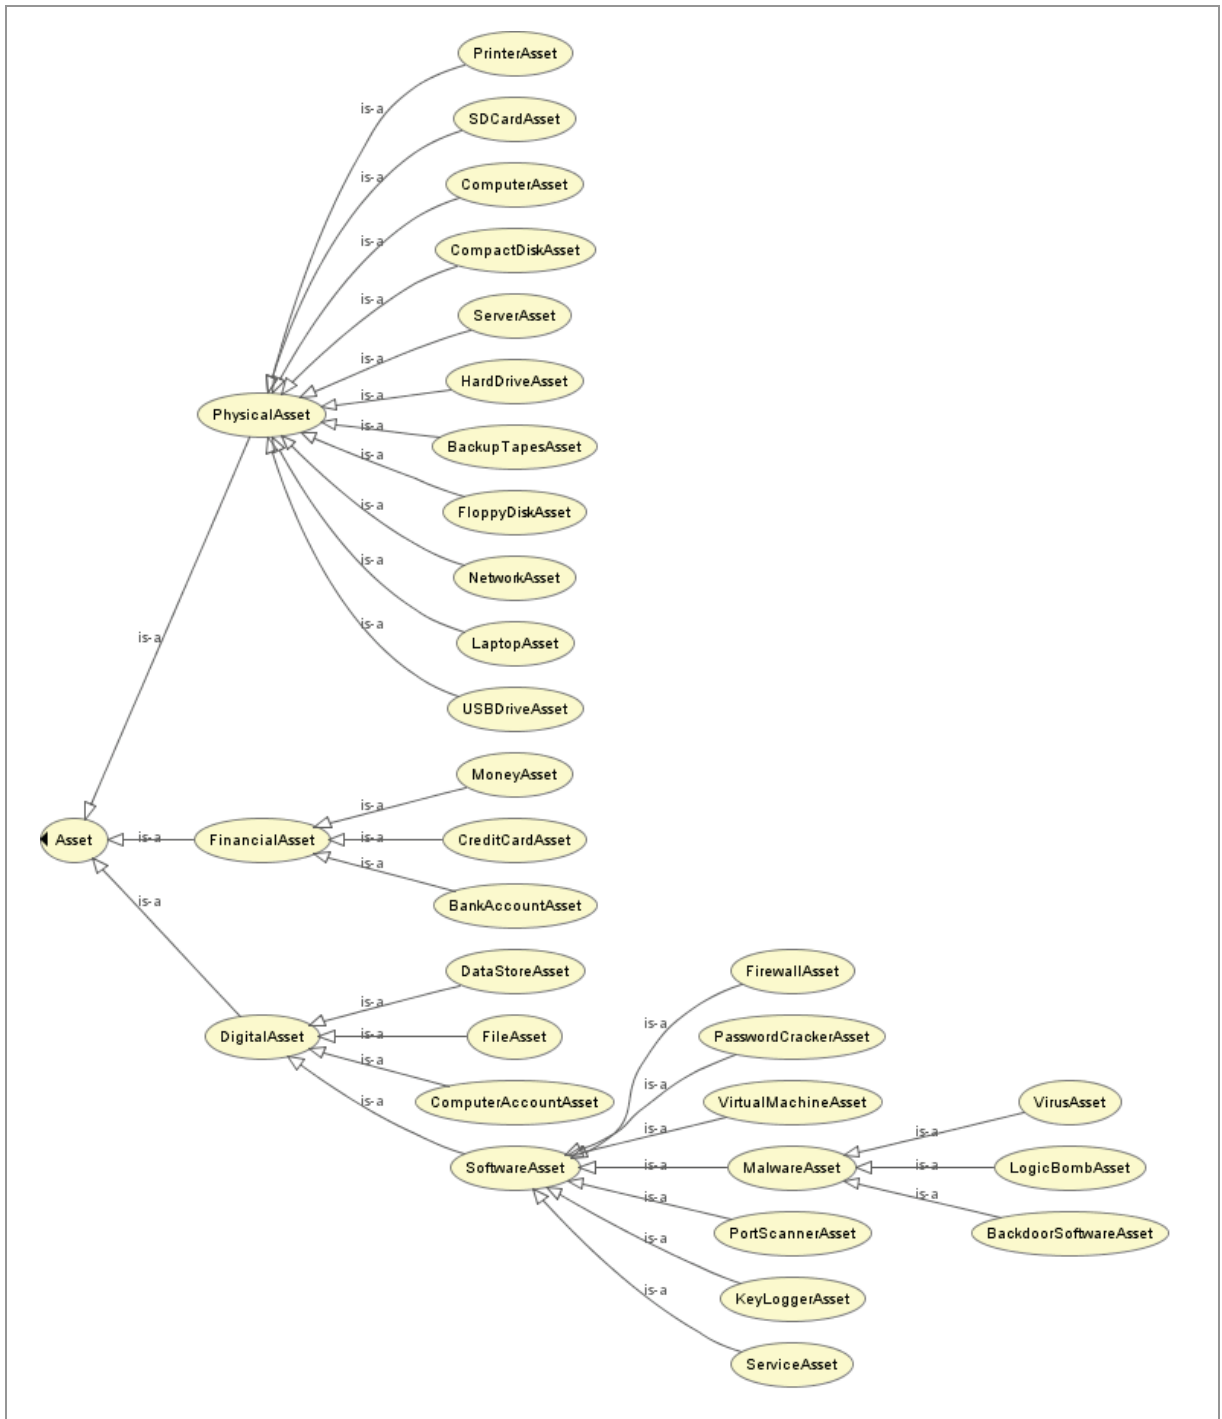 PrinterAsset
is-a
SDCardAsset
is-a
ComputerAsset
is-a
CompactDiskAsset
is-a
ServerAsset
is-a
HardDriveAsset
is-a
PhysicalAsset
is-a
BackupTapesAsset
is-a
FloppyDiskAsset
is-a
NetworkAsset
is-a
LaptopAsset
is-a
is-a
USBDriveAsset
MoneyAsset
is-a
Asset
is-a
FinancialAsset
is-a
CreditCardAsset
is-a
BankAccountAsset
is-a
DataStoreAsset
is-a
DigitalAsset
is-a
FileAsset
is-a
ComputerAccountAsset
is-a
SoftwareAsset
FirewallAsset
is-a
PasswordCrackerAsset
is-a
VirtualMachineAsset
is-a
is-a
MalwareAsset
is-a
PortScannerAsset
is-a
KeyLoggerAsset
is-a
ServiceAsset
VirusAsset
is-a
is-a
LogicBombAsset
is-a
BackdoorSoftwareAsset